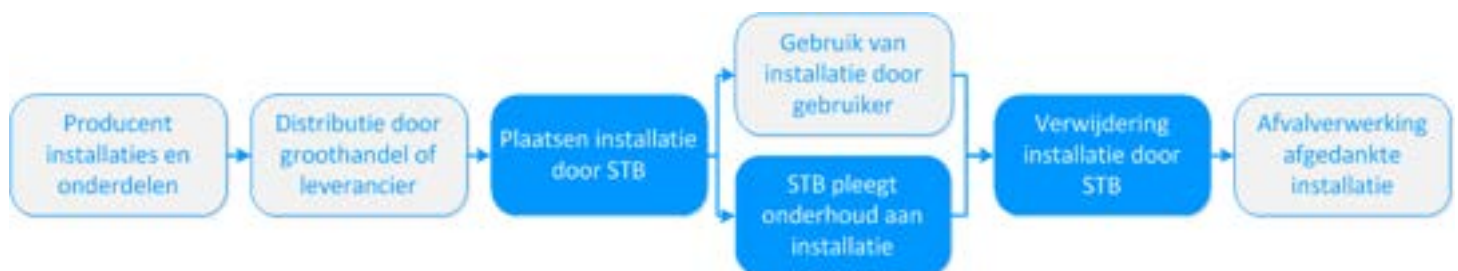 Producent
installaties en
onderdelen
Distributie door
groothandel of
leverancier
Plaatsen installatie
door STB
Gebruik van
installatie door
gebruiker
STB pleegt
onderhoud aan
installatie
Verwijdering
installatie door
STB
Afvalverwerking
afgedankte
installatie